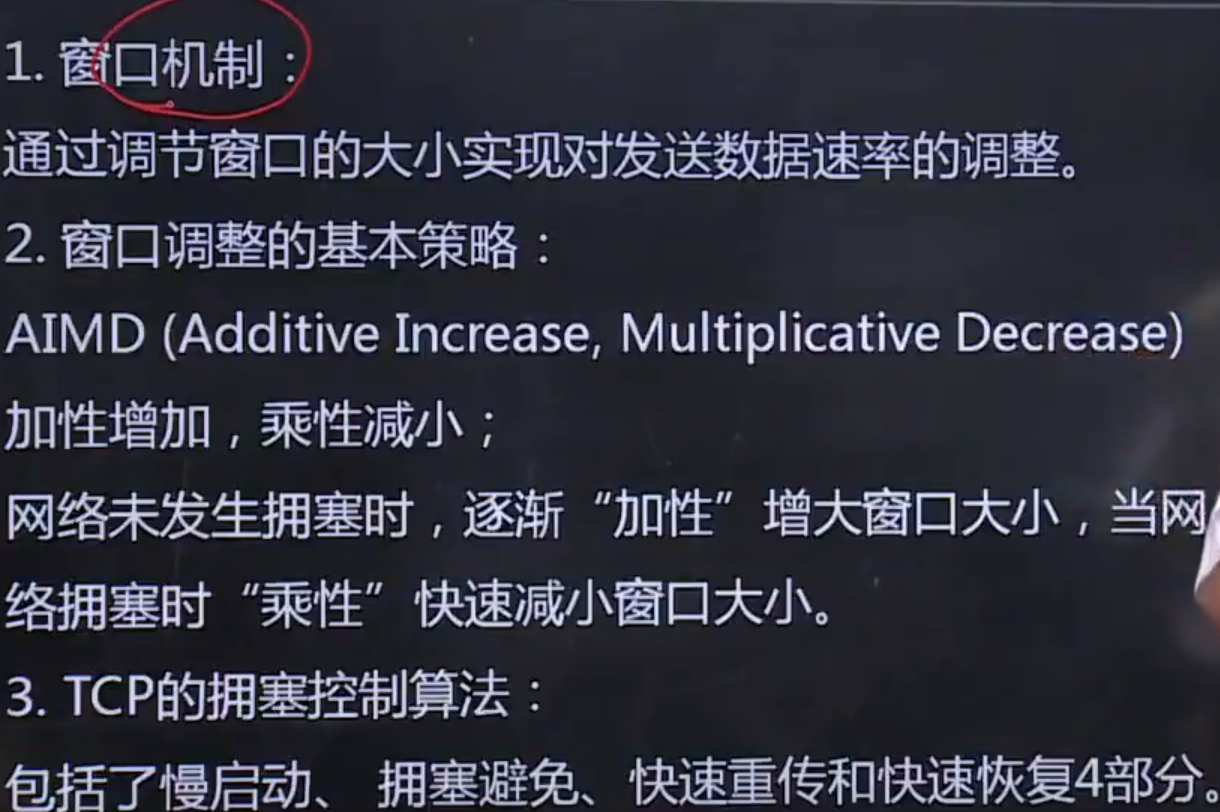 1. 窗口机制：
通过调节窗口的大小实现对发送数据速率的调整。
2. 窗口调整的基本策略：
AIMD (Additive Increase, Multiplicative Decrease)
加性增加，乘性减小；
网络未发生拥塞时，逐渐“加性”增大窗口大小，当网
络拥塞时“乘性”快速减小窗口大小。
3. TCP的拥塞控制算法：
包括了慢启动、 拥塞避免、快速重传和快速恢复4部分。